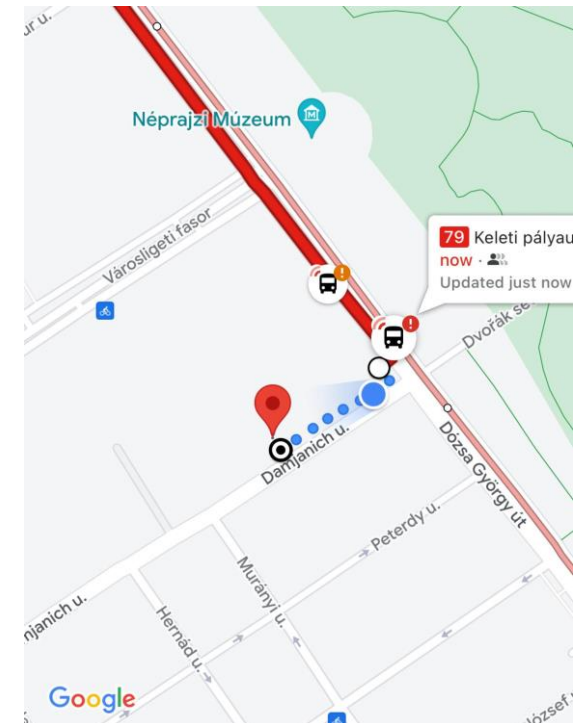 Néprajzi Múzeum
Városligeti fasor
79 Keleti pályau
now ·
Updated just now
Dvořák
Damjanich u.
Dózsa György út
Peterdy u.
Murányi u.
Hernád u.
njanich u.
Google
ózsef